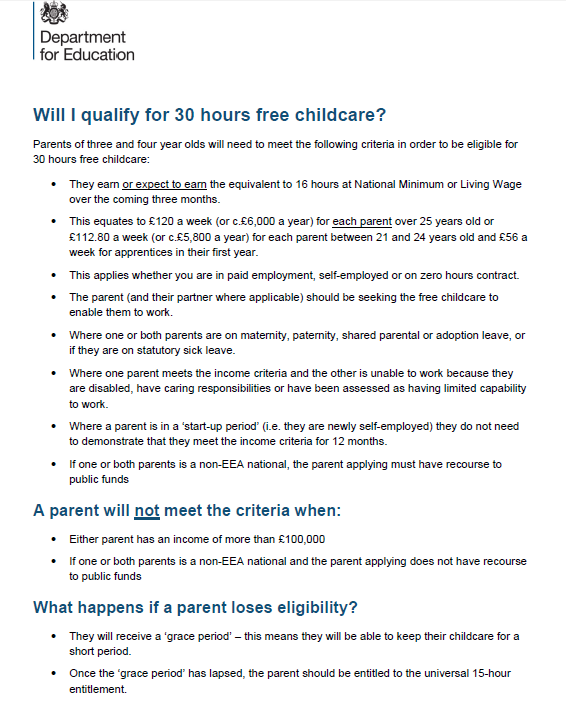 Department
for Education
Will I qualify for 30 hours free childcare?
Parents of three and four year olds will need to meet the following criteria in order to be eligible for
30 hours free childcare:
• They earn or expect to earn the equivalent to 16 hours at National Minimum or Living Wage
over the coming three months.
• This equates to £120 a week (or c.£6,000 a year) for each parent over 25 years old or
£112.80 a week (or c.£5,800 a year) for each parent between 21 and 24 years old and £56 a
week for apprentices in their first year.
• This applies whether you are in paid employment, self-employed or on zero hours contract.
• The parent (and their partner where applicable) should be seeking the free childcare to
enable them to work.
• Where one or both parents are on maternity, paternity, shared parental or adoption leave, or
if they are on statutory sick leave.
• Where one parent meets the income criteria and the other is unable to work because they
are disabled, have caring responsibilities or have been assessed as having limited capability
to work.
• Where a parent is in a 'start-up period' (i.e. they are newly self-employed) they do not need
to demonstrate that they meet the income criteria for 12 months.
• If one or both parents is a non-EEA national, the parent applying must have recourse to
public funds
A parent will not meet the criteria when:
• Either parent has an income of more than £100,000
• If one or both parents is a non-EEA national and the parent applying does not have recourse
to public funds
What happens if a parent loses eligibility?
• They will receive a 'grace period' – this means they will be able to keep their childcare for a
short period.
• Once the 'grace period' has lapsed, the parent should be entitled to the universal 15-hour
entitlement.